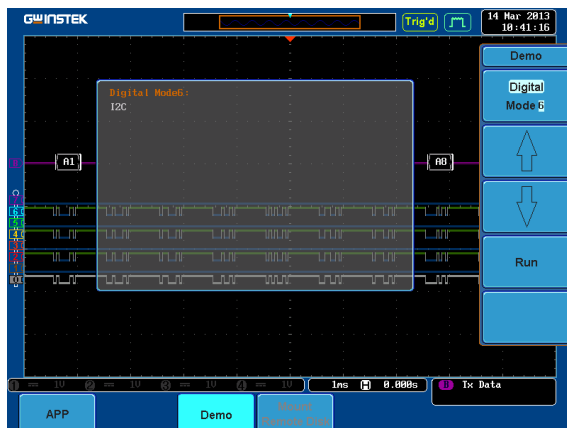 GWINSTEK
Trig'd
14 Mar 2013
10:41:16
Demo
Digital Mode6:
I2C
Digital
Mode 6
A1
A8
Run
1V 1V 1V 1V
1ms H 0.000s
B Tx Data
APP
Demo